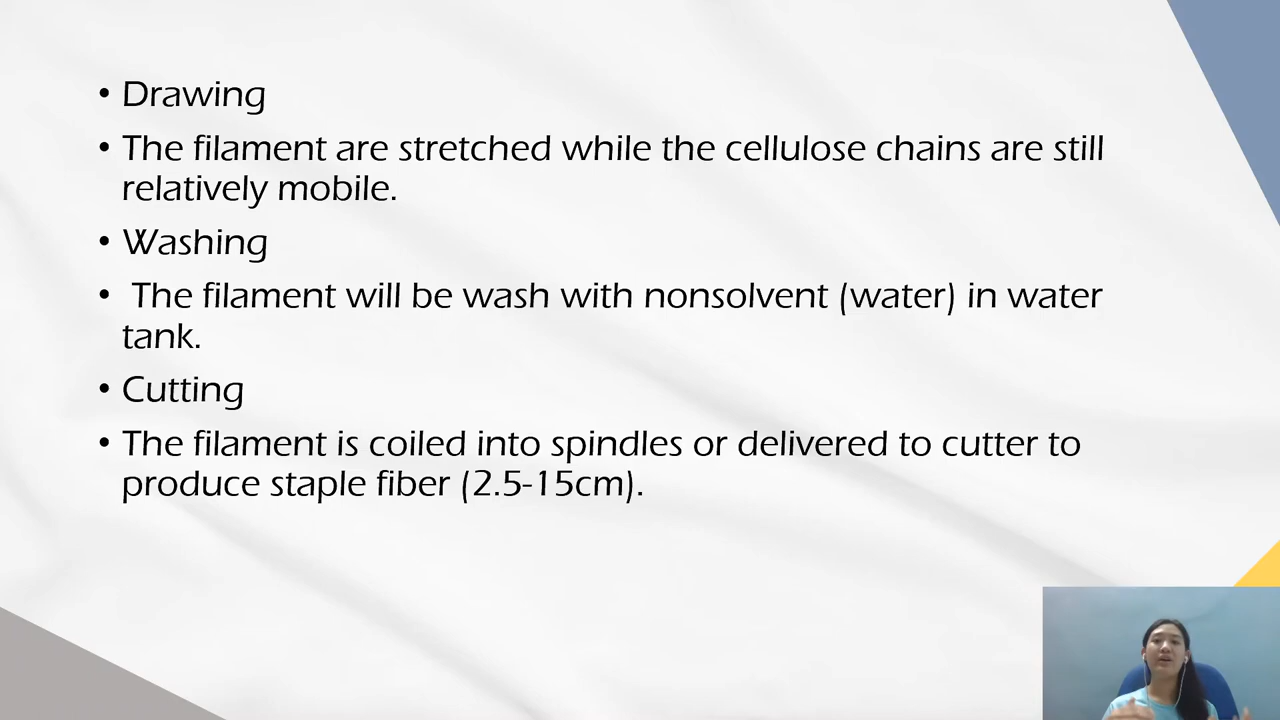 • Drawing
• The filament are stretched while the cellulose chains are still
relatively mobile.
• Washing
• The filament will be wash with nonsolvent (water) in water
tank.
• Cutting
• The filament is coiled into spindles or delivered to cutter to
produce staple fiber (2.5-15cm).